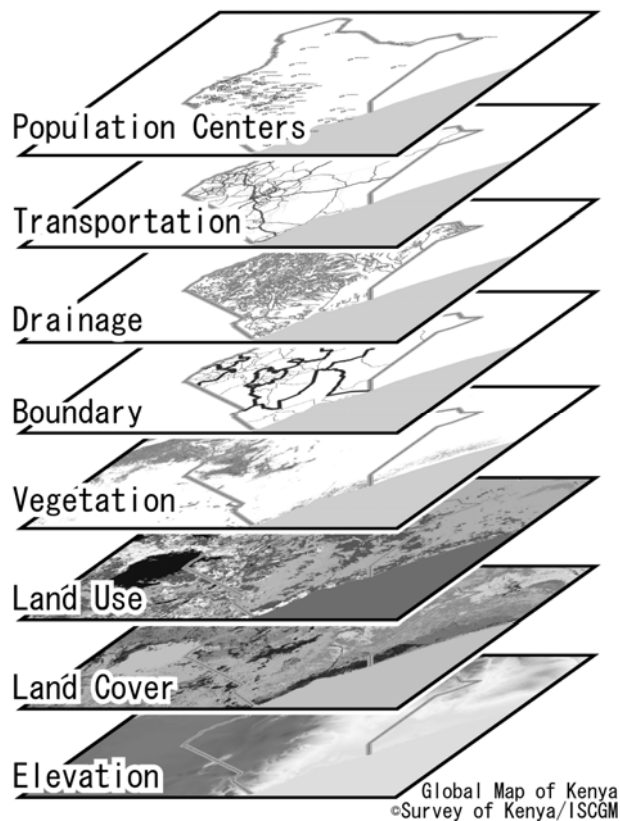 Population Centers
Transportation
Drainage
Boundary
Vegetation
Land Use
Land Cover
Elevation
Global Map of Kenya
©Survey of Kenya/ISCGM